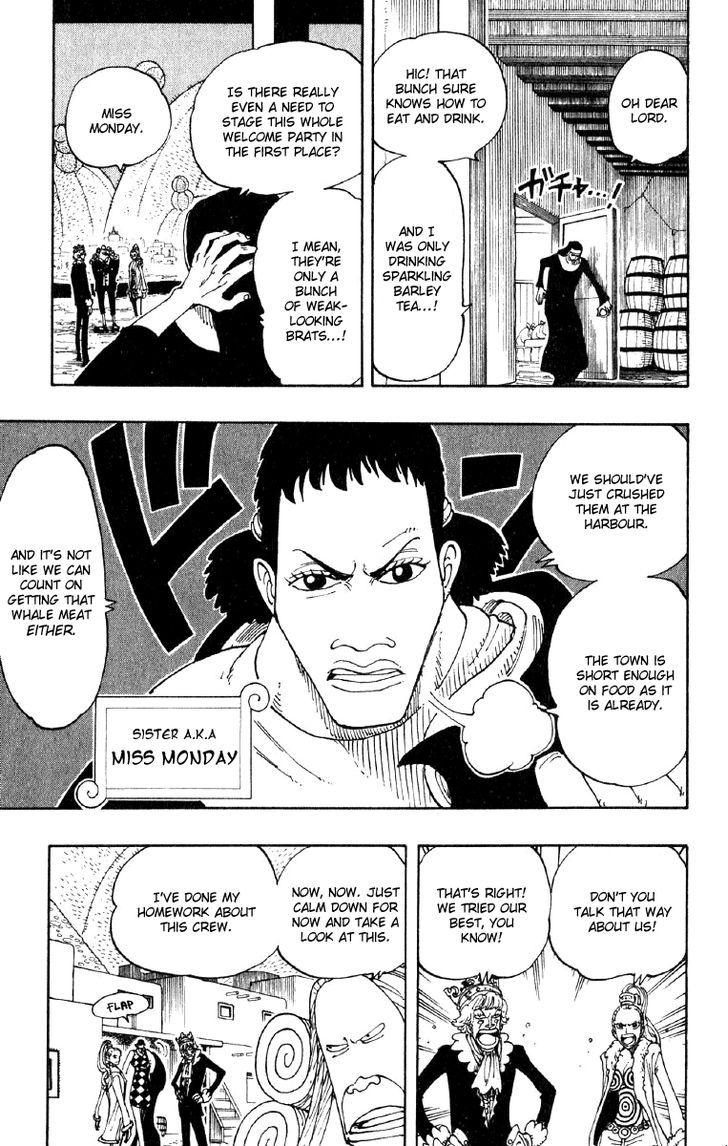 OH DEAR
LORD.
ガチャ…!
HIC! THAT
BUNCH SURE
KNOWS HOW TO
EAT AND DRINK.
AND I
WAS ONLY
DRINKING
SPARKLING
BARLEY
TEA...!
IS THERE REALLY
EVEN A NEED TO
STAGE THIS WHOLE
WELCOME PARTY IN
THE FIRST PLACE?
I MEAN,
THEY'RE
ONLY A
BUNCH
OF WEAK-
LOOKING
BRATS...!
MISS
MONDAY.
WE SHOULD'VE
JUST CRUSHED
THEM AT THE
HARBOUR.
THE TOWN IS
SHORT ENOUGH
ON FOOD AS IT
IS ALREADY.
ドン
AND IT'S NOT
LIKE WE CAN
COUNT ON
GETTING THAT
WHALE MEAT
EITHER.
SISTER A.K.A
MISS MONDAY
DON'T YOU
TALK THAT WAY
ABOUT US!
THAT'S RIGHT!
WE TRIED OUR
BEST, YOU
KNOW!
NOW, NOW. JUST
CALM DOWN FOR
NOW AND TAKE A
LOOK AT THIS.
I'VE DONE MY
HOMEWORK ABOUT
THIS CREW.
FLAP